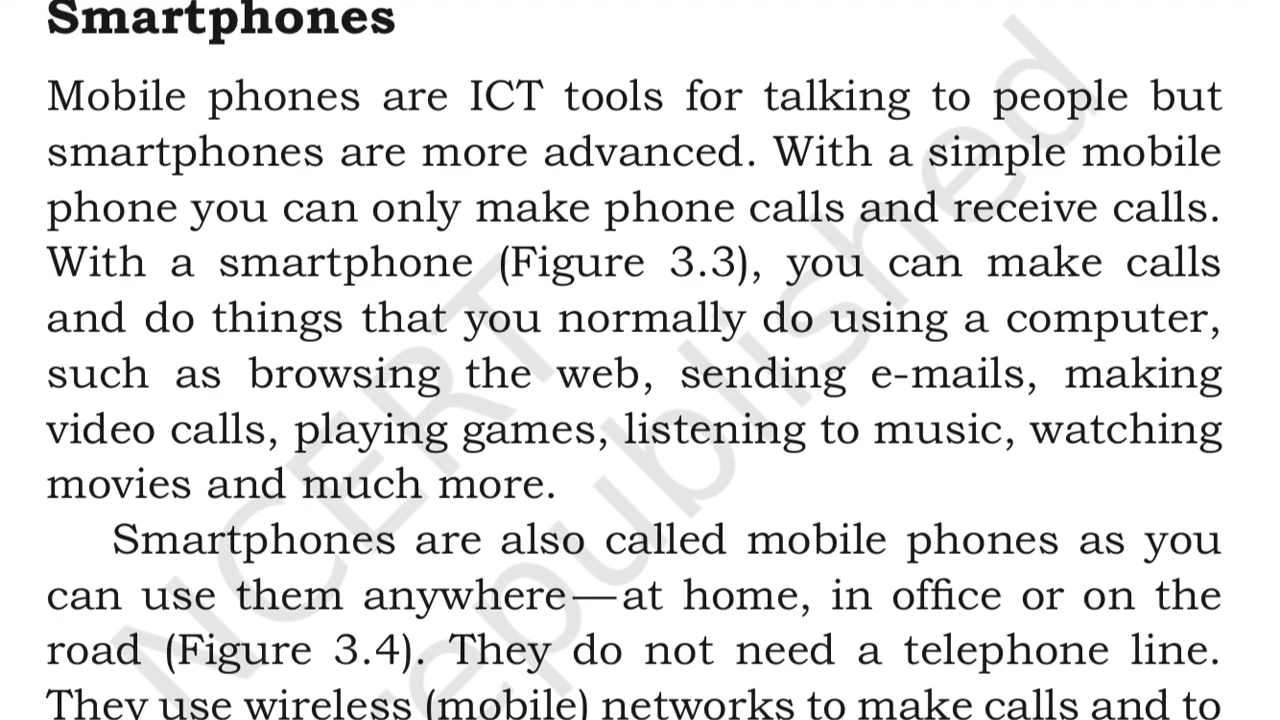 Smartphones
Mobile phones are ICT tools for talking to people but
smartphones are more advanced. With a simple mobile
phone you can only make phone calls and receive calls.
With a smartphone (Figure 3.3), you can make calls
and do things that you normally do using a computer,
such as browsing the web, sending e-mails, making
video calls, playing games, listening to music, watching
movies and much more.
Smartphones are also called mobile phones as you
can use them anywhere—at home, in office or on the
road (Figure 3.4). They do not need a telephone line.
They use wireless (mobile) networks to make calls and to
NCERT
republished